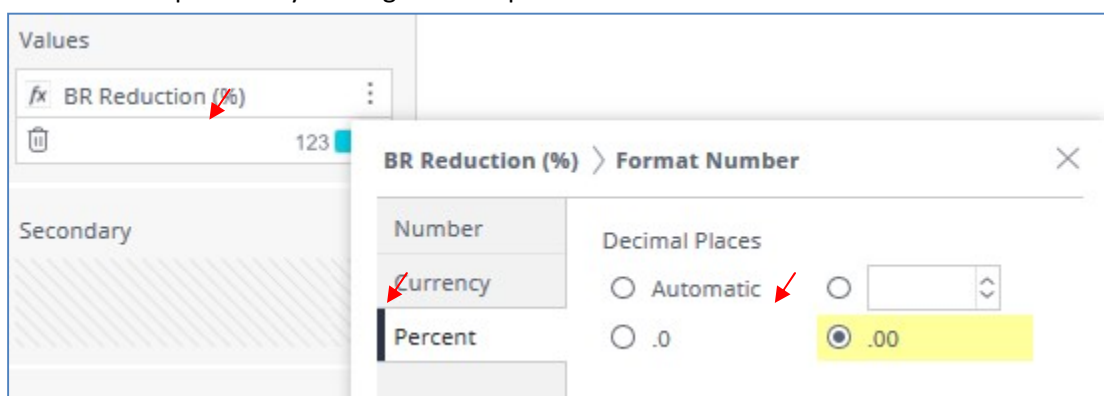 Values
fx BR Reduction (%)
123
BR Reduction (%) > Format Number
Secondary
Number
Currency
Percent
Decimal Places
Automatic
.0
.00